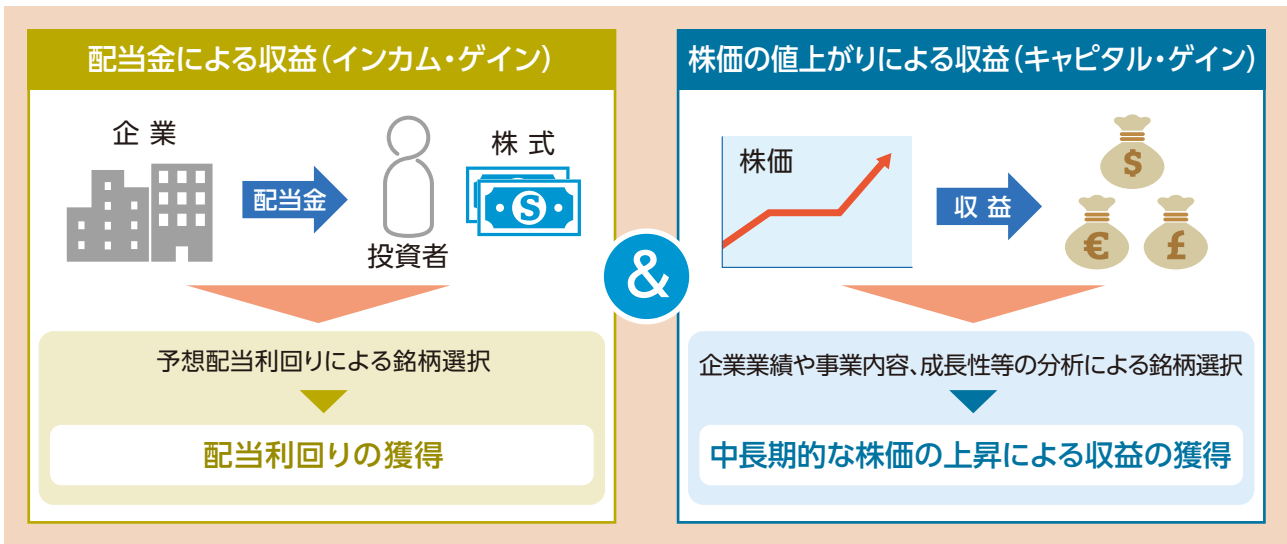 配当金による収益(インカム・ゲイン)
企業
配当金
投資者
株式
S
予想配当利回りによる銘柄選択
配当利回りの獲得
&
株価の値上がりによる収益(キャピタル・ゲイン)
株価
収益
$
€
£
企業業績や事業内容、成長性等の分析による銘柄選択
中長期的な株価の上昇による収益の獲得